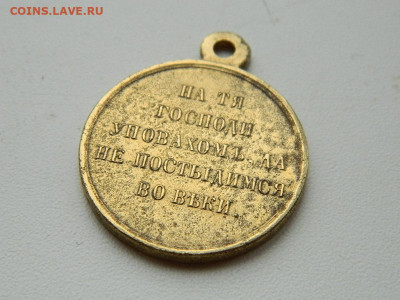 COINS.LAVE.RU
НА ТЯ
ГОСПОДИ
УПОВАХОМЪ, ДА
НЕ ПОСТЫДИМСЯ
ВО ВѢКИ.